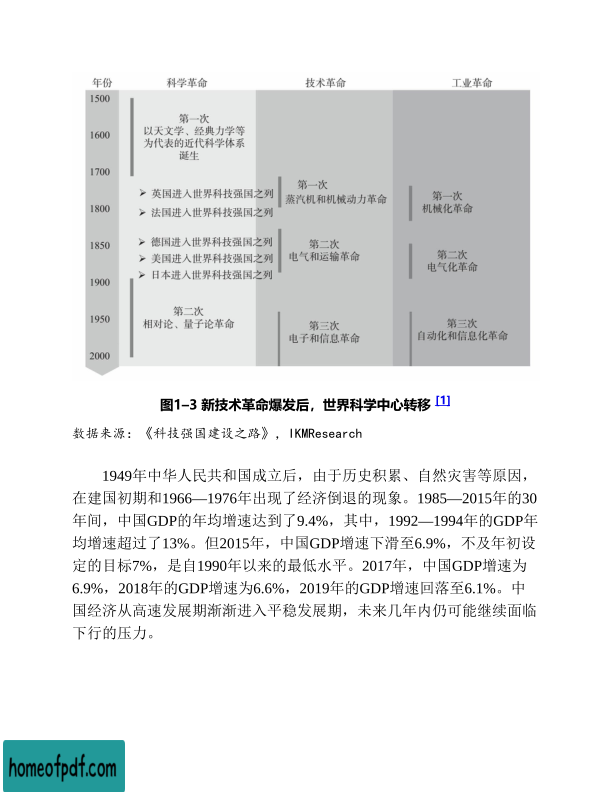 年份 科学革命 技术革命 工业革命
1500
1600
1700
1800
1850
1900
1950
2000
第一次
以天文学、经典力学等
为代表的近代科学体系
诞生
➢ 英国进入世界科技强国之列
➢ 法国进入世界科技强国之列
➢ 德国进入世界科技强国之列
➢ 美国进入世界科技强国之列
➢ 日本进入世界科技强国之列
第二次
相对论、量子论革命
第一次
蒸汽机和机械动力革命
第二次
电气和运输革命
第三次
电子和信息革命
第一次
机械化革命
第二次
电气化革命
第三次
自动化和信息化革命
图1–3 新技术革命爆发后，世界科学中心转移 [1]
数据来源：《科技强国建设之路》, IKMResearch
1949年中华人民共和国成立后，由于历史积累、自然灾害等原因，
在建国初期和1966—1976年出现了经济倒退的现象。1985—2015年的30
年间，中国GDP的年均增速达到了9.4%，其中，1992—1994年的GDP年
均增速超过了13%。但2015年，中国GDP增速下滑至6.9%，不及年初设
定的目标7%，是自1990年以来的最低水平。2017年，中国GDP增速为
6.9%，2018年的GDP增速为6.6%，2019年的GDP增速回落至6.1%。中
国经济从高速发展期渐渐进入平稳发展期，未来几年内仍可能继续面临
下行的压力。
homeofpdf.com